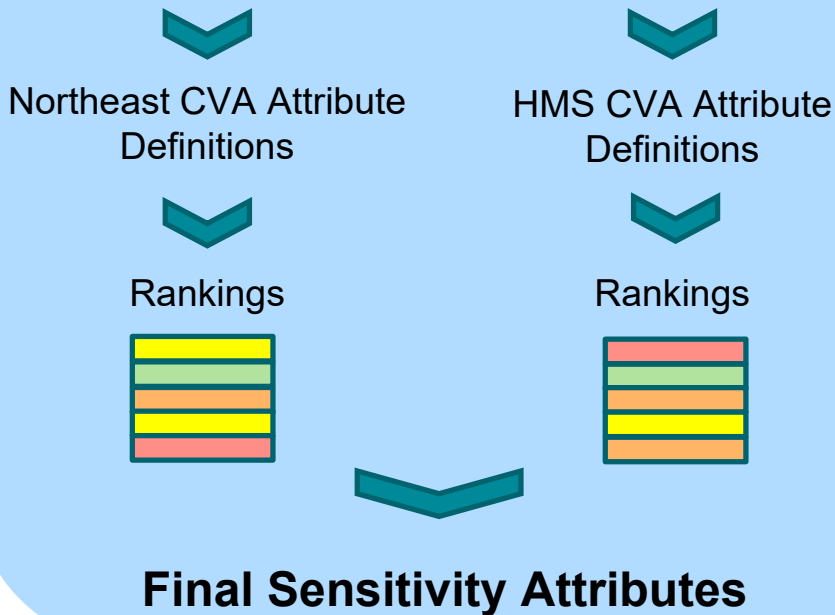 Northeast CVA Attribute
Definitions
HMS CVA Attribute
Definitions
Rankings
Rankings
Final Sensitivity Attributes